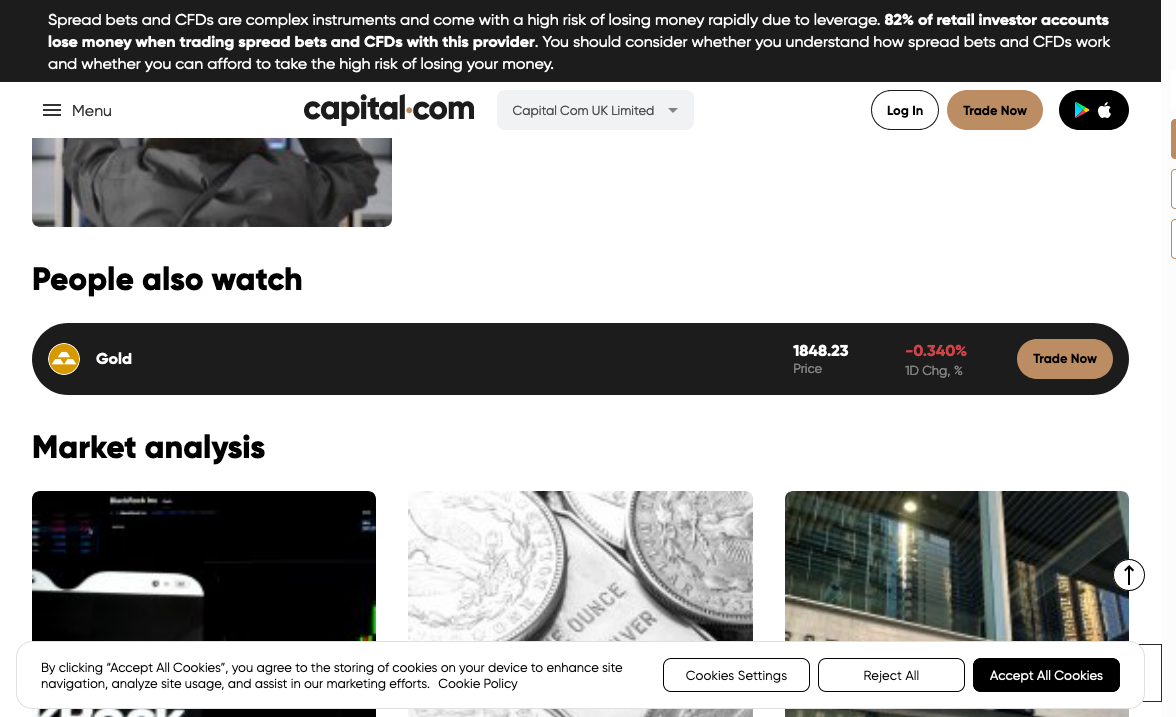 Spread bets and CFDs are complex instruments and come with a high risk of losing money rapidly due to leverage. 82% of retail investor accounts
lose money when trading spread bets and CFDs with this provider. You should consider whether you understand how spread bets and CFDs work
and whether you can afford to take the high risk of losing your money.
Menu
capital.com
Capital Com UK Limited
Log In
Trade Now
People also watch
Gold
1848.23
Price
-0.340%
1D Chg, %
Trade Now
Market analysis
OUNCE
By clicking "Accept All Cookies", you agree to the storing of cookies on your device to enhance site
navigation, analyze site usage, and assist in our marketing efforts. Cookie Policy
Cookies Settings
Reject All
Accept All Cookies